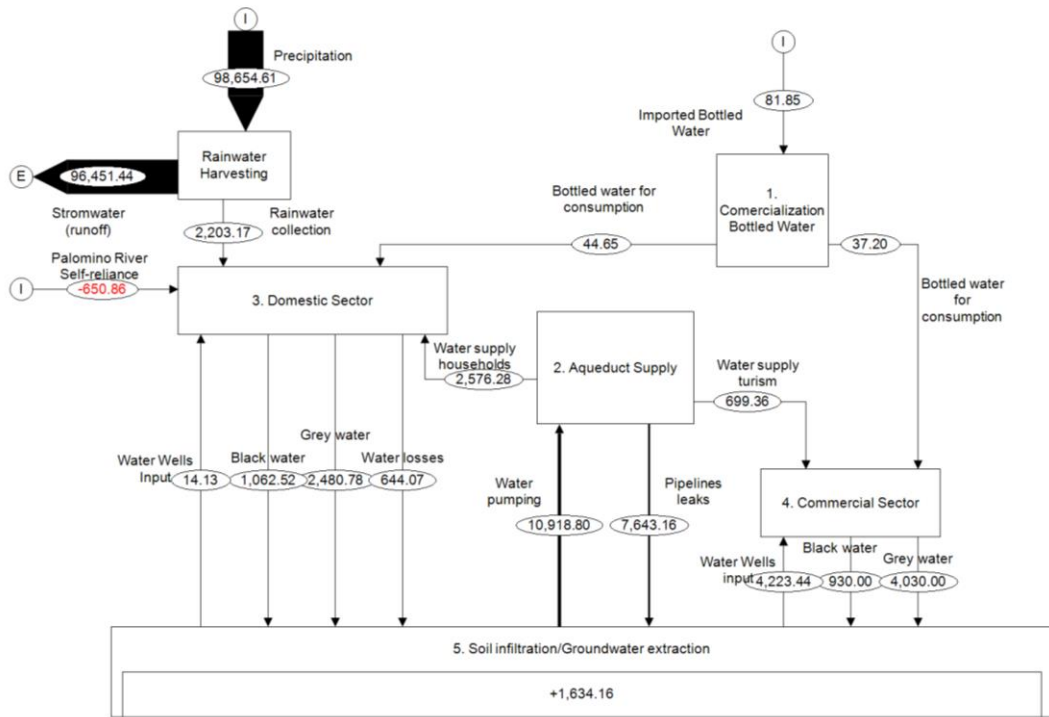 I
Precipitation
98,654.61
I
81.85
Imported Bottled
Water
Rainwater
Harvesting
E
96,451.44
Stromwater
(runoff)
2,203.17
Rainwater
collection
1.
Comercialization
Bottled Water
Bottled water for
consumption
44.65
37.20
Bottled water
for
consumption
Palomino River
Self-reliance
I
-650.86
3. Domestic Sector
2. Aqueduct Supply
Water supply
households
2,576.28
Water supply
turism
699.36
Water Wells
Input
14.13
Black water
1,062.52
Grey water
2,480.78
Water losses
644.07
Water
pumping
10,918.80
Pipelines
leaks
7,643.16
4. Commercial Sector
Water Wells
input
4,223.44
Black water
930.00
Grey water
4,030.00
5. Soil infiltration/Groundwater extraction
+1,634.16